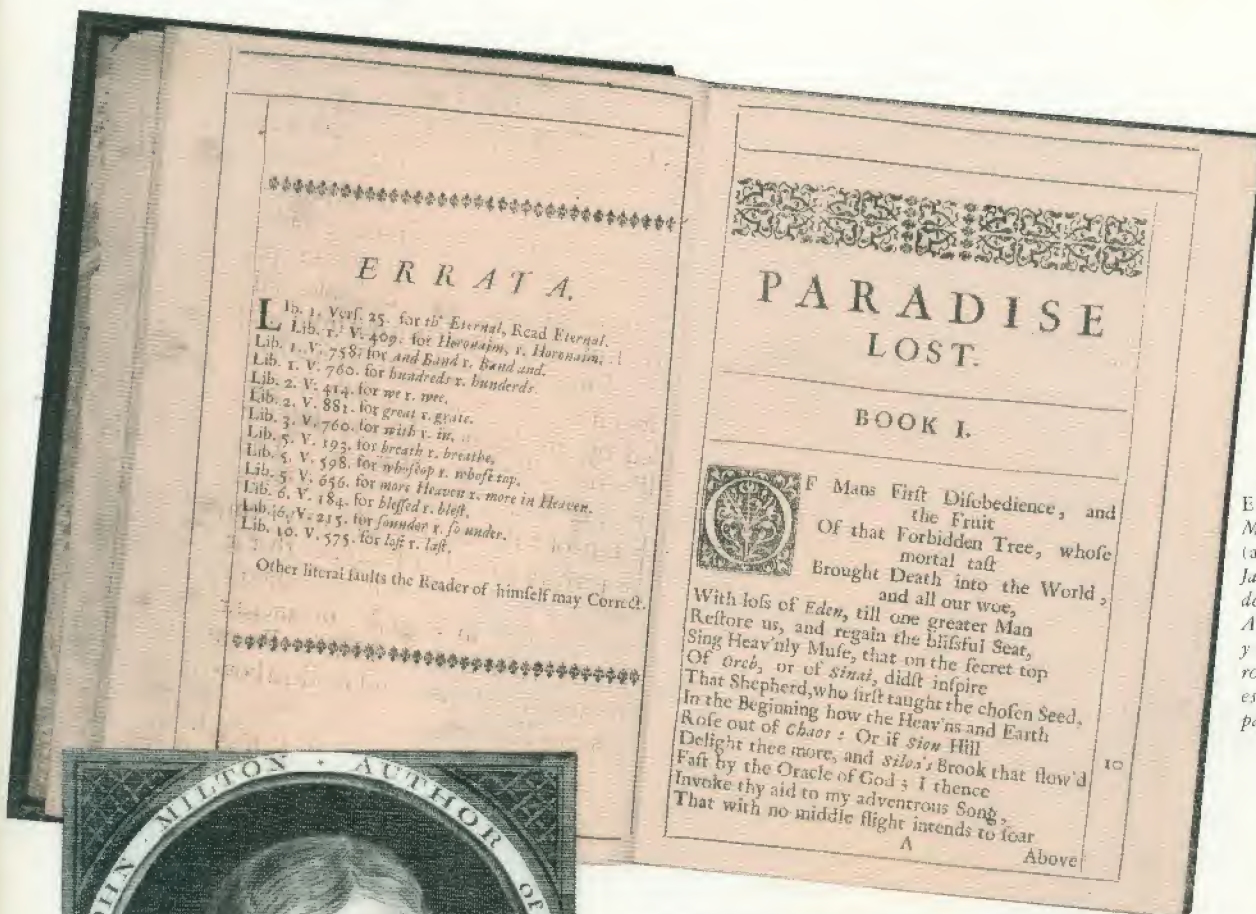 ERRATA.
LIb. 1. Verſ. 25. for th' Eternal, Read Eternal.
Lib. 1. V. 409. for Heronaim, r. Horonaim.
Lib. 1. V. 758. for and Band r. Band and.
Lib. 1. V. 760. for hundreds r. hunderds.
Lib. 2. V. 414. for we r. wee.
Lib. 2. V. 881. for great r. grate.
Lib. 3. V. 760. for with r. in.
Lib. 5. V. 193. for breath r. breathe.
Lib. 5. V. 598. for whoſeop r. whoſe top.
Lib. 5. V. 656. for more Heaven r. more in Heaven.
Lib. 6. V. 184. for bleſſed r. bleſt.
Lib. 6. V. 215. for ſounder r. ſo under.
Lib. 10. V. 575. for loſt r. laſt.
Other literal faults the Reader of himſelf may Correct.
PARADISE
LOST.
BOOK I.
OF Mans Firſt Diſobedience, and
the Fruit
Of that Forbidden Tree, whoſe
mortal taſt
Brought Death into the World,
and all our woe,
With loſs of Eden, till one greater Man
Reſtore us, and regain the bliſsful Seat,
Sing Heav'nly Muſe, that on the ſecret top
Of Oreb, or of Sinai, didſt inſpire
That Shepherd, who firſt taught the choſen Seed,
In the Beginning how the Heav'ns and Earth
Roſe out of Chaos: Or if Sion Hill
Delight thee more, and Siloa's Brook that flow'd 10
Faſt by the Oracle of God; I thence
Invoke thy aid to my adventrous Song,
That with no middle flight intends to ſoar
A Above
JOHN MILTON · AUTHOR OF